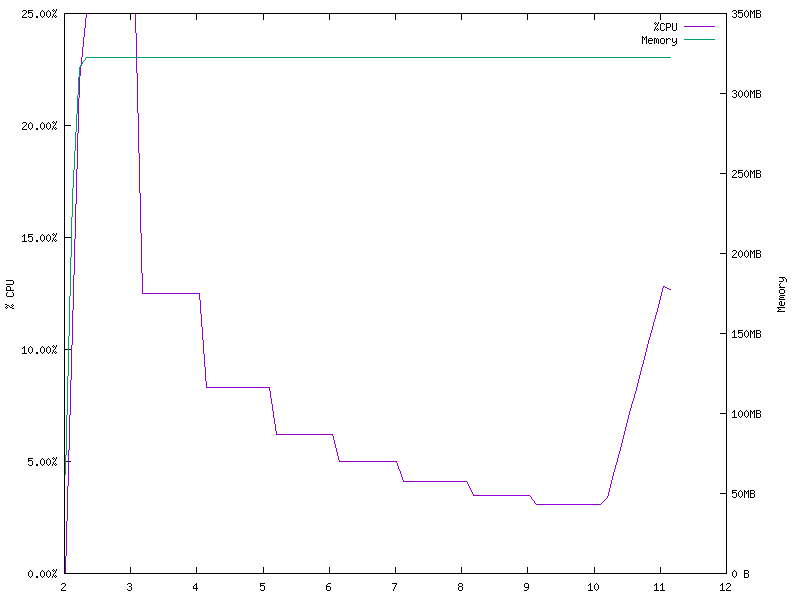 25.00%
20.00%
15.00%
10.00%
5.00%
0.00%
% CPU
2 3 4 5 6 7 8 9 10 11 12
%CPU
Memory
350MB
300MB
250MB
200MB
150MB
100MB
50MB
0 B
Memory